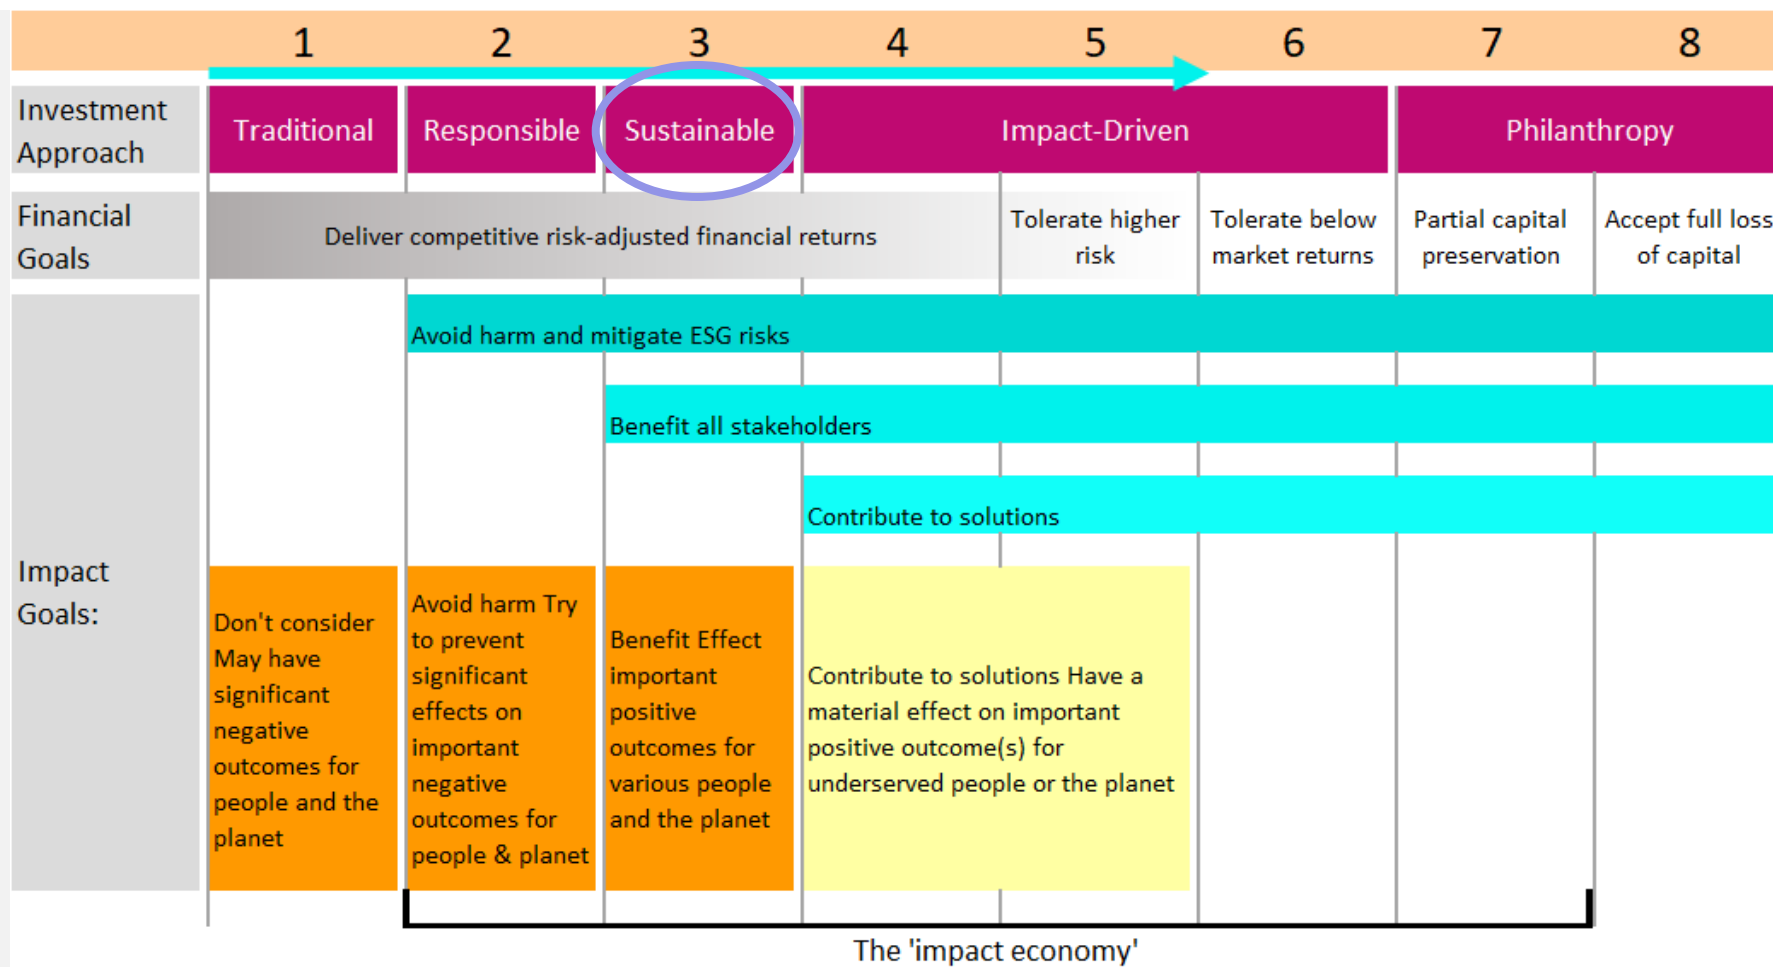 1 2 3 4 5 6 7 8
Investment
Approach
Traditional Responsible Sustainable Impact-Driven Philanthropy
Financial
Goals
Deliver competitive risk-adjusted financial returns
Tolerate higher
risk
Tolerate below
market returns
Partial capital
preservation
Accept full loss
of capital
Avoid harm and mitigate ESG risks
Benefit all stakeholders
Contribute to solutions
Impact
Goals:
Don't consider
May have
significant
negative
outcomes for
people and the
planet
Avoid harm Try
to prevent
significant
effects on
important
negative
outcomes for
people & planet
Benefit Effect
important
positive
outcomes for
various people
and the planet
Contribute to solutions Have a
material effect on important
positive outcome(s) for
underserved people or the planet
The 'impact economy'